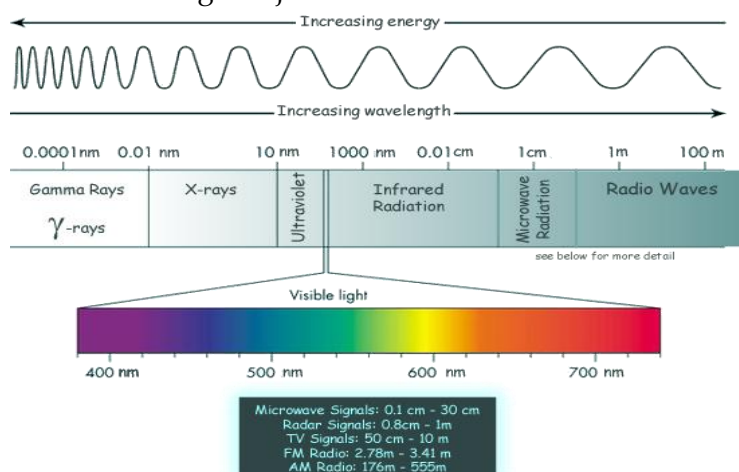 Increasing energy
Increasing wavelength
0.0001nm 0.01 nm 10 nm 1000 nm 0.01cm 1cm 1m 100 m
Gamma Rays
γ-rays
X-rays
Ultraviolet
Infrared
Radiation
Microwave
Radiation
Radio Waves
see below for more detail
Visible light
400 nm 500 nm 600 nm 700 nm
Microwave Signals: 0.1 cm - 30 cm
Radar Signals: 0.8cm - 1m
TV Signals: 50 cm - 10 m
FM Radio: 2.78m - 3.41 m
AM Radio: 176m - 555m